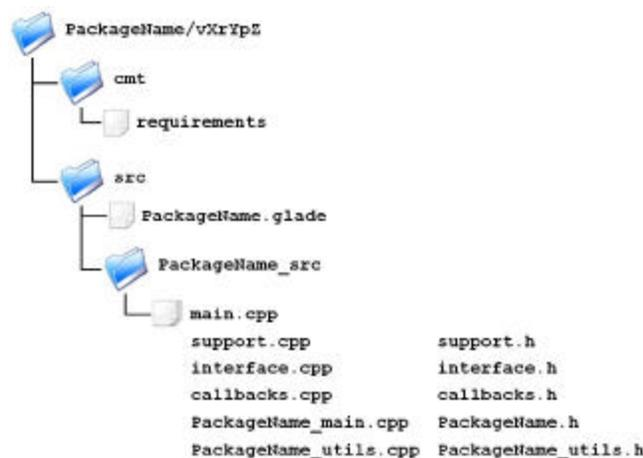 PackageName/vXrYpZ
cmt
requirements
src
PackageName.glade
PackageName_src
main.cpp
support.cpp support.h
interface.cpp interface.h
callbacks.cpp callbacks.h
PackageName_main.cpp PackageName.h
PackageName_utils.cpp PackageName_utils.h